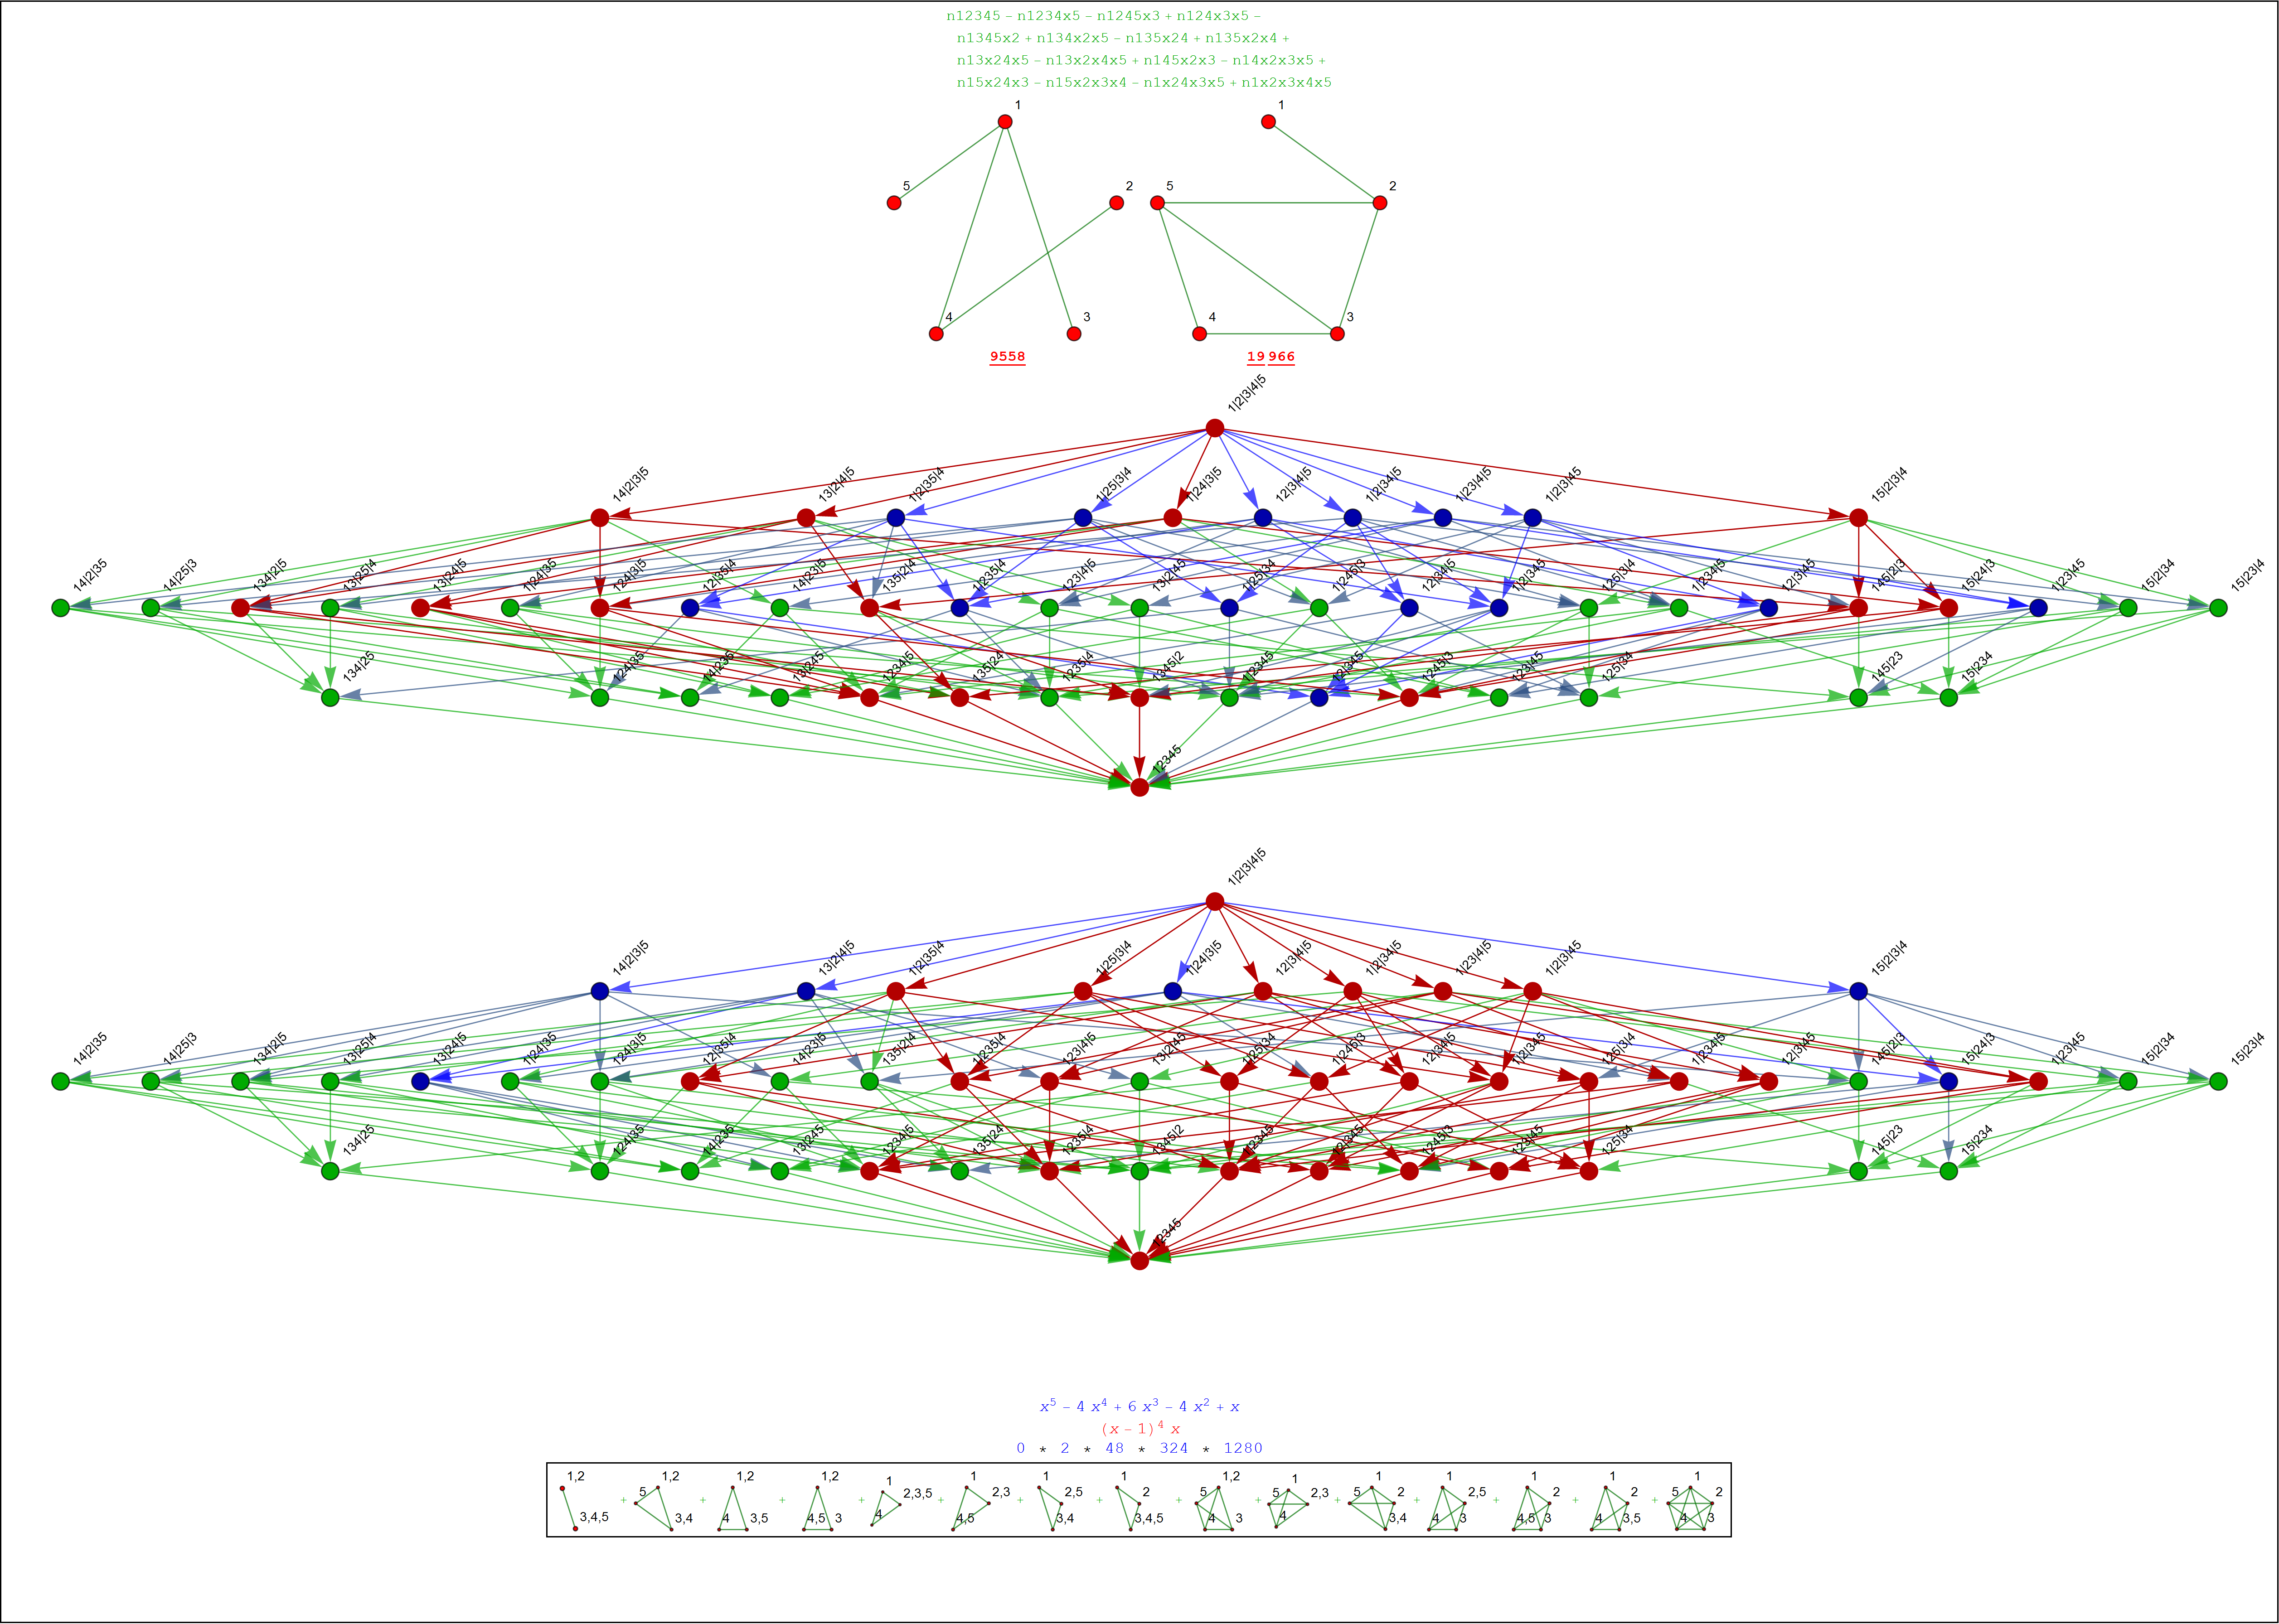 n12345 − n1234x5 − n1245x3 + n124x3x5 −
n1345x2 + n134x2x5 − n135x24 + n135x2x4 +
n13x24x5 − n13x2x4x5 + n145x2x3 − n14x2x3x5 +
n15x24x3 − n15x2x3x4 − n1x24x3x5 + n1x2x3x4x5
1 1
5 2 5 2
4 3 4 3
9558 19 966
1|2|3|4|5
14|2|3|5 13|2|4|5 1|2|35|4 1|25|3|4 1|24|3|5 12|3|4|5 1|2|34|5 1|23|4|5 1|2|3|45 15|2|3|4
14|2|35 14|25|3 134|2|5 13|25|4 13|24|5 1|24|35 124|3|5 12|35|4 14|23|5 135|2|4 1|235|4 123|4|5 13|2|45 1|25|34 1|245|3 12|34|5 1|2|345 125|3|4 1|234|5 12|3|45 145|2|3 15|24|3 1|23|45 15|2|34 15|23|4
134|25 124|35 14|235 13|245 1234|5 135|24 1235|4 1345|2 1|2345 12|345 1245|3 123|45 125|34 145|23 15|234
12345
1|2|3|4|5
14|2|3|5 13|2|4|5 1|2|35|4 1|25|3|4 1|24|3|5 12|3|4|5 1|2|34|5 1|23|4|5 1|2|3|45 15|2|3|4
14|2|35 14|25|3 134|2|5 13|25|4 13|24|5 1|24|35 124|3|5 12|35|4 14|23|5 135|2|4 1|235|4 123|4|5 13|2|45 1|25|34 1|245|3 12|34|5 1|2|345 125|3|4 1|234|5 12|3|45 145|2|3 15|24|3 1|23|45 15|2|34 15|23|4
134|25 124|35 14|235 13|245 1234|5 135|24 1235|4 1345|2 1|2345 12|345 1245|3 123|45 125|34 145|23 15|234
12345
x⁵ − 4 x⁴ + 6 x³ − 4 x² + x
(x − 1)⁴ x
0 * 2 * 48 * 324 * 1280
1,2 1,2 1,2 1,2 1 1 1 1 1,2 1 1 1 1 1 1
3,4,5 + 5 3,4 + 4 3,5 + 4,5 3 + 2,3,5 4 + 2,3 4,5 + 2,5 3,4 + 2 3,4,5 + 5 4 3 + 5 2,3 4 + 5 2 3,4 + 2,5 4 3 + 2 4,5 3 + 2 4 3,5 + 5 2 4 3